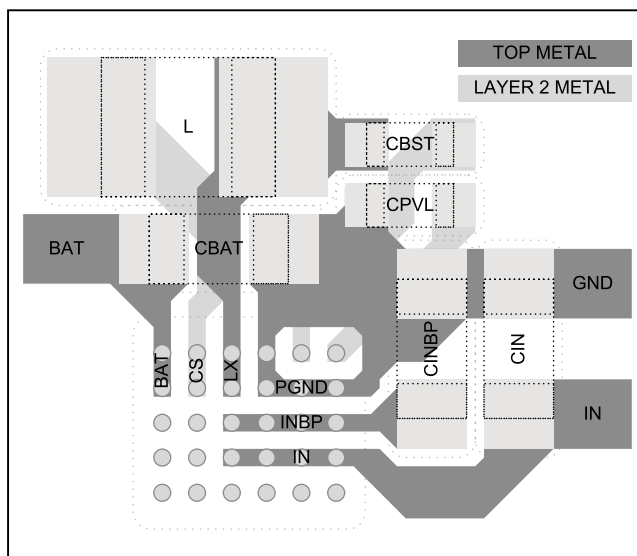 TOP METAL
LAYER 2 METAL
L
CBST
CPVL
BAT
CBAT
GND
CINBP
CIN
BAT
CS
LX
PGND
INBP
IN
IN